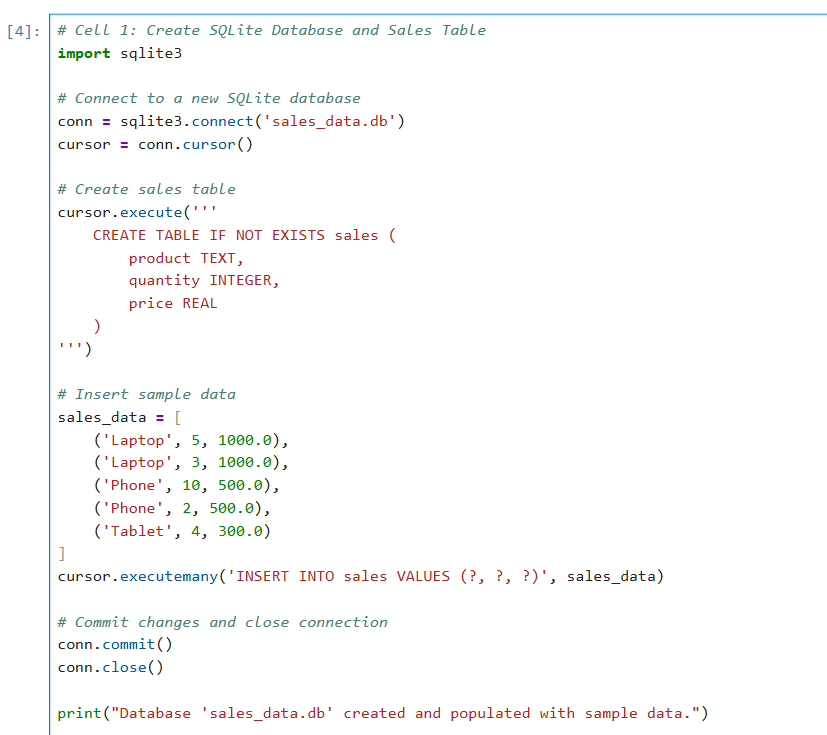 [4]:
# Cell 1: Create SQLite Database and Sales Table
import sqlite3

# Connect to a new SQLite database
conn = sqlite3.connect('sales_data.db')
cursor = conn.cursor()

# Create sales table
cursor.execute('''
    CREATE TABLE IF NOT EXISTS sales (
        product TEXT,
        quantity INTEGER,
        price REAL
    )
''')

# Insert sample data
sales_data = [
    ('Laptop', 5, 1000.0),
    ('Laptop', 3, 1000.0),
    ('Phone', 10, 500.0),
    ('Phone', 2, 500.0),
    ('Tablet', 4, 300.0)
]
cursor.executemany('INSERT INTO sales VALUES (?, ?, ?)', sales_data)

# Commit changes and close connection
conn.commit()
conn.close()

print("Database 'sales_data.db' created and populated with sample data.")